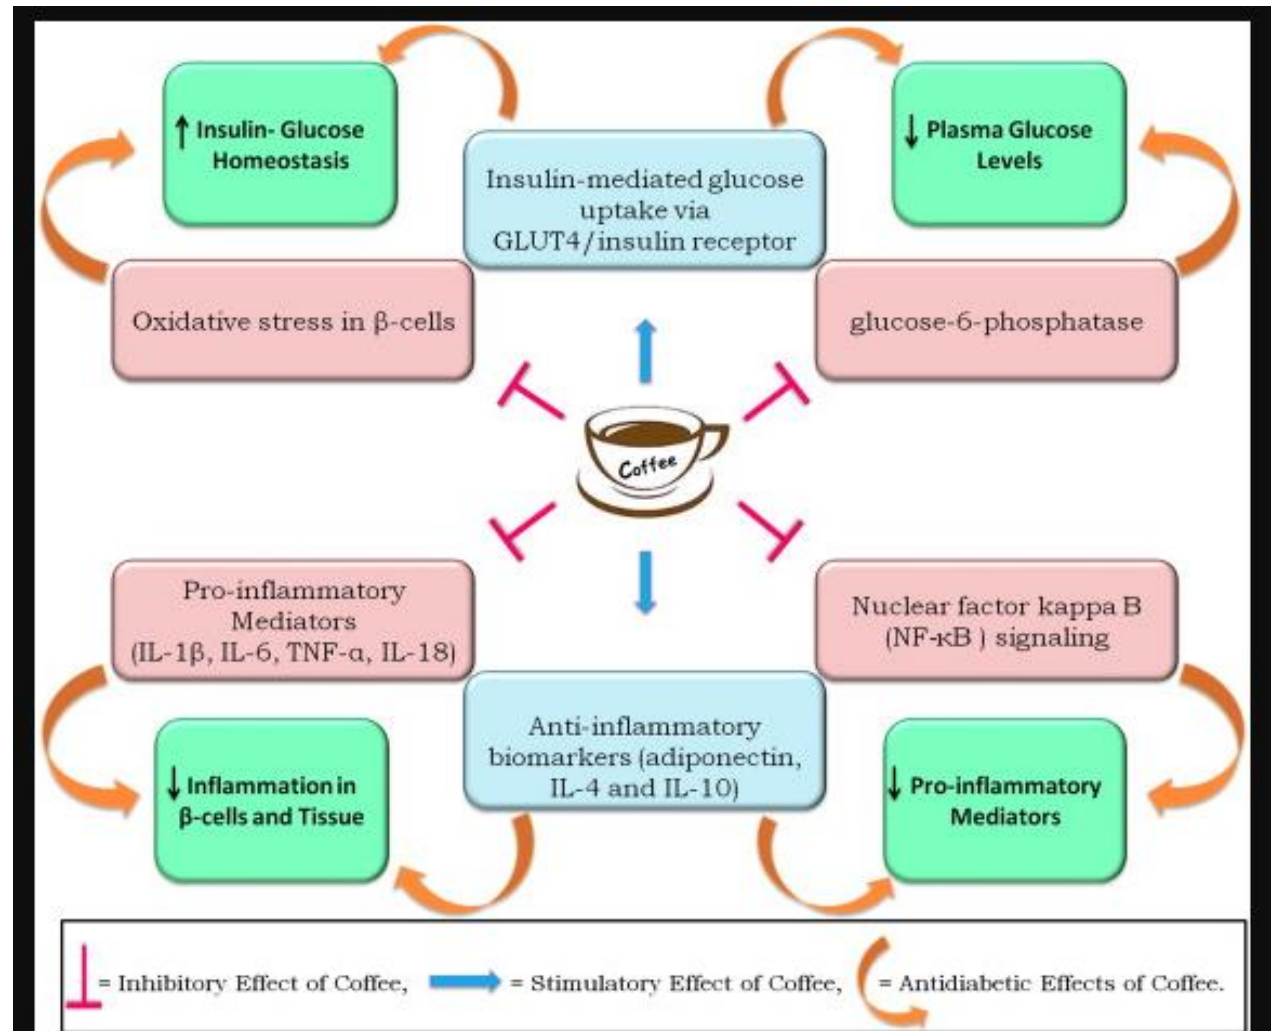 ↑ Insulin- Glucose
Homeostasis
↓ Plasma Glucose
Levels
Insulin-mediated glucose
uptake via
GLUT4/insulin receptor
Oxidative stress in β-cells
glucose-6-phosphatase
Coffee
Pro-inflammatory
Mediators
(IL-1β, IL-6, TNF-α, IL-18)
Nuclear factor kappa B
(NF-κB ) signaling
Anti-inflammatory
biomarkers (adiponectin,
IL-4 and IL-10)
↓ Inflammation in
β-cells and Tissue
↓ Pro-inflammatory
Mediators
= Inhibitory Effect of Coffee, = Stimulatory Effect of Coffee, = Antidiabetic Effects of Coffee.